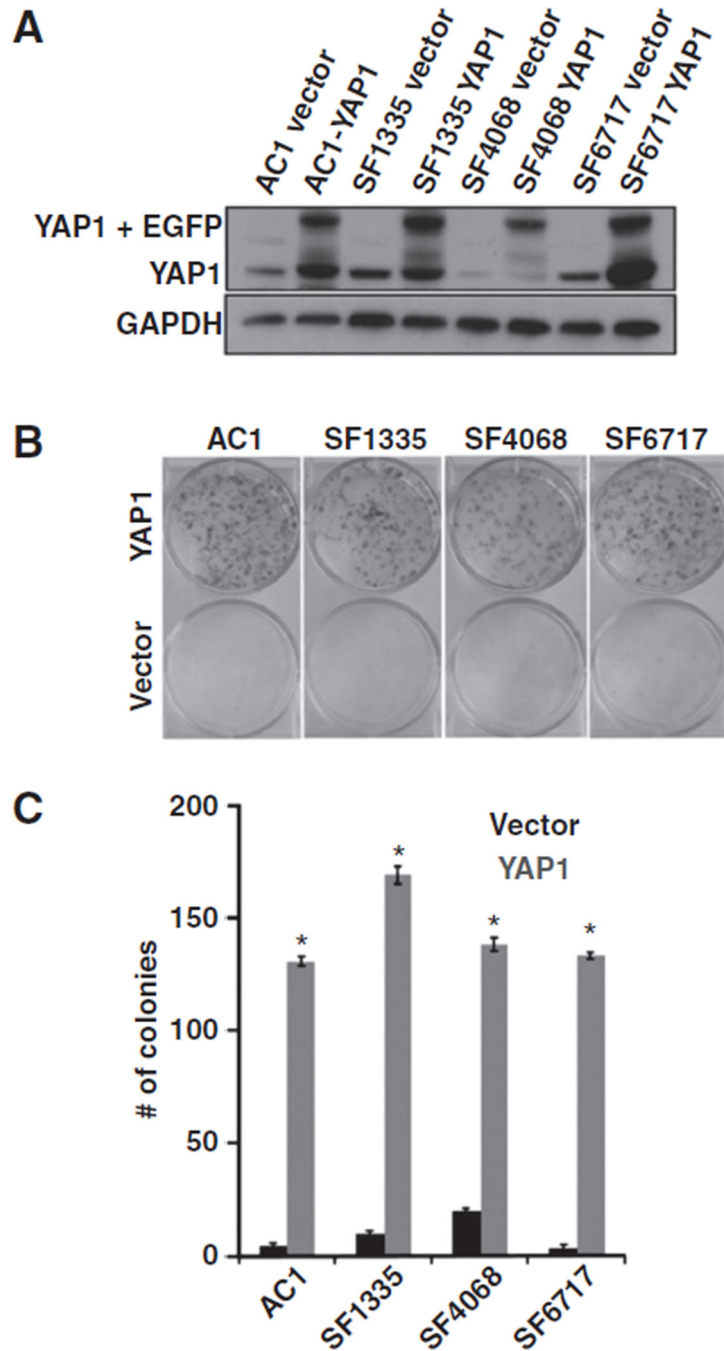 A
AC1 vector
AC1-YAP1
SF1335 vector
SF1335 YAP1
SF4068 vector
SF4068 YAP1
SF6717 vector
SF6717 YAP1
YAP1 + EGFP
YAP1
GAPDH
B
AC1 SF1335 SF4068 SF6717
YAP1
Vector
C
# of colonies
200
150
100
50
0
Vector
YAP1
*
*
*
*
AC1
SF1335
SF4068
SF6717